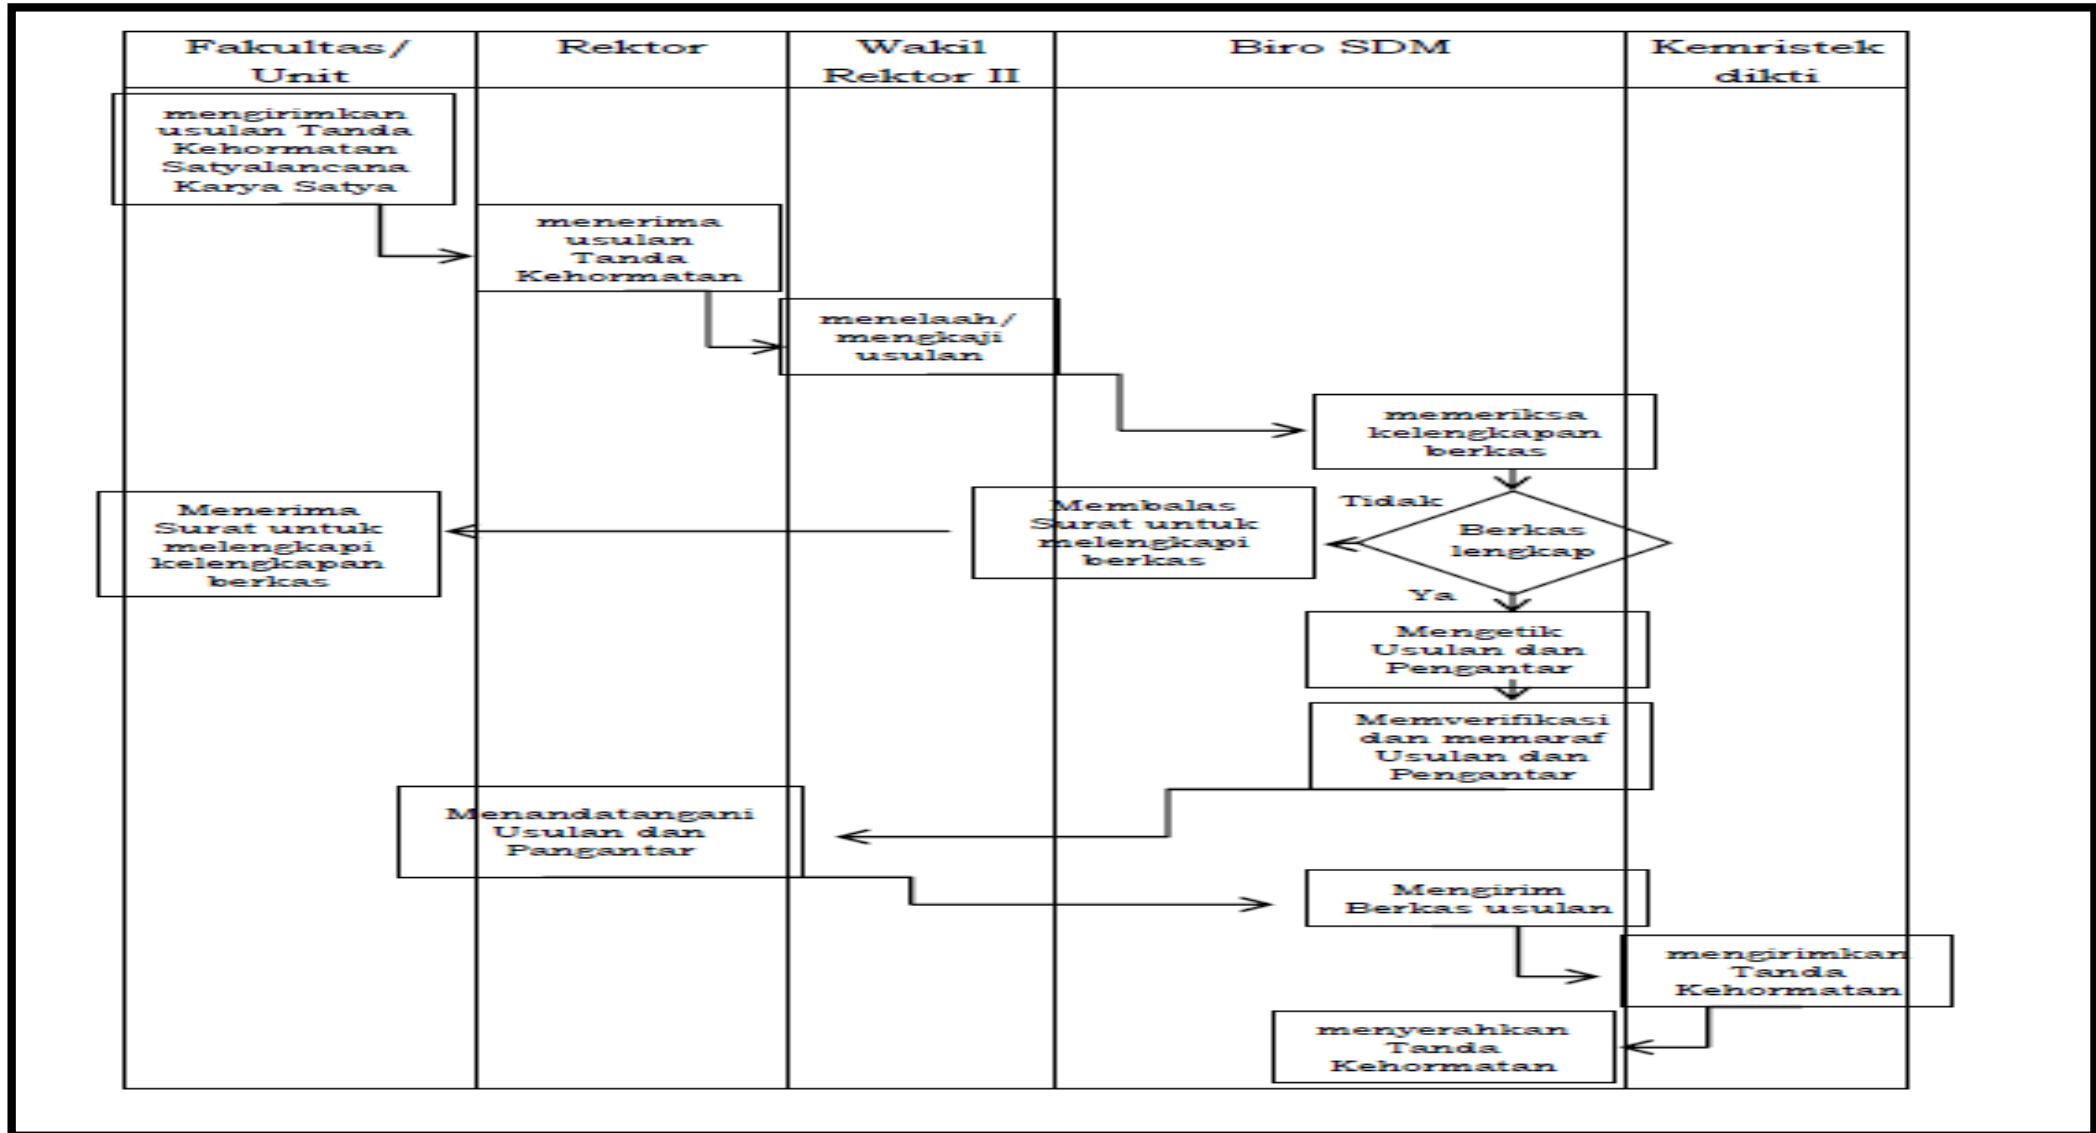 Fakultas/
Unit
Rektor
Wakil
Rektor II
Biro SDM
Kemristek
dikti
mengirimkan
usulan Tanda
Kehormatan
Satyalancana
Karya Satya
menerima
usulan
Tanda
Kehormatan
menelaah/
mengkaji
usulan
memeriksa
kelengkapan
berkas
Menerima
Surat untuk
melengkapi
kelengkapan
berkas
Membalas
Surat untuk
melengkapi
berkas
Tidak
Berkas
lengkap
Ya
Mengetik
Usulan dan
Pengantar
Memverifikasi
dan memaraf
Usulan dan
Pengantar
Menandatangani
Usulan dan
Pangantar
Mengirim
Berkas usulan
mengirimkan
Tanda
Kehormatan
menyerahkan
Tanda
Kehormatan